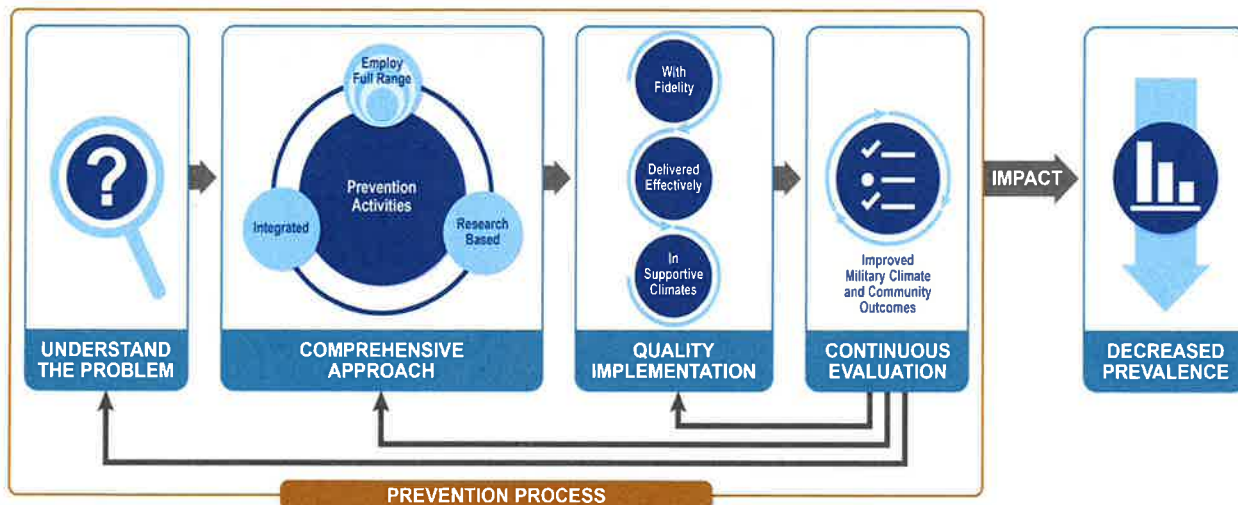 ?
UNDERSTAND
THE PROBLEM
Employ
Full Range
Prevention
Activities
Integrated
Research
Based
COMPREHENSIVE
APPROACH
With
Fidelity
Delivered
Effectively
In
Supportive
Climates
QUALITY
IMPLEMENTATION
Improved
Military Climate
and Community
Outcomes
CONTINUOUS
EVALUATION
IMPACT
DECREASED
PREVALENCE
PREVENTION PROCESS